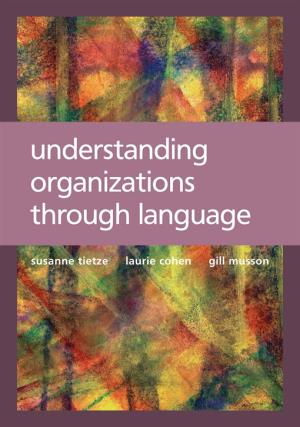 understanding
organizations
through language
susanne tietze laurie cohen gill musson